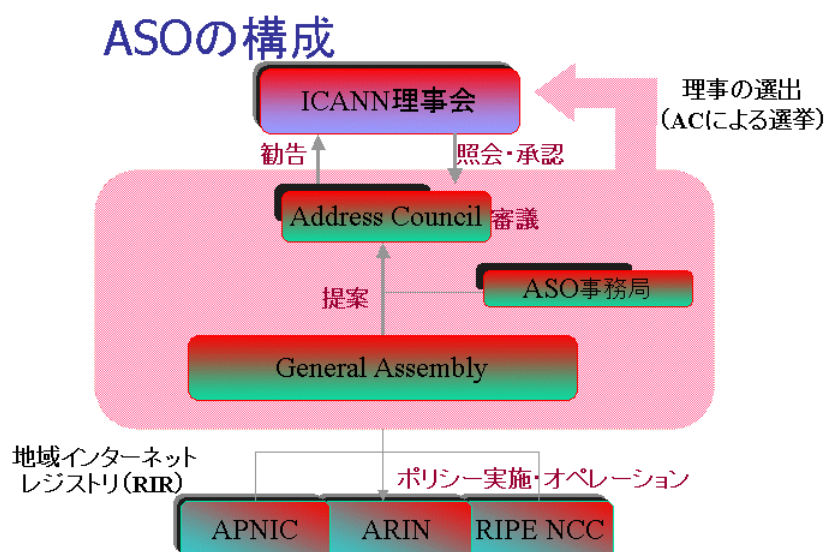 ASOの構成
ICANN理事会
理事の選出
(ACによる選挙)
勧告
照会・承認
Address Council
審議
ASO事務局
提案
General Assembly
地域インターネット
レジストリ(RIR)
ポリシー実施・オペレーション
APNIC
ARIN
RIPE NCC